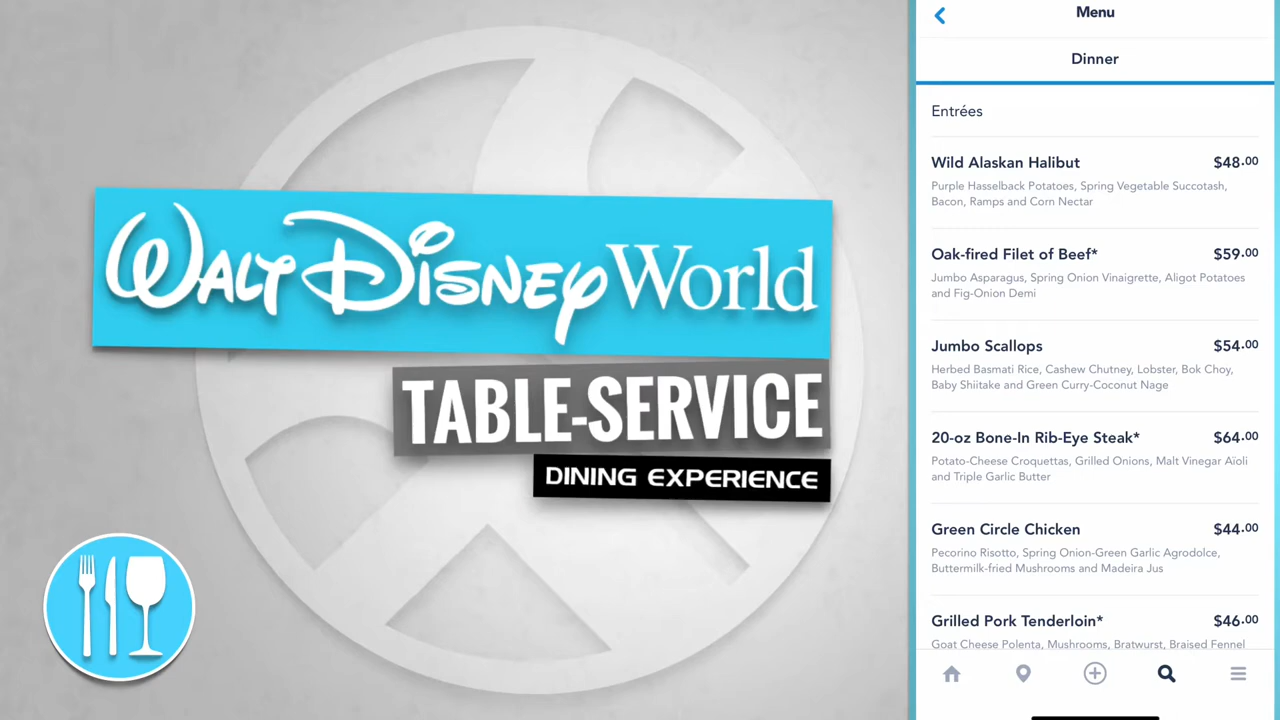 WALT DISNEY World
TABLE-SERVICE
DINING EXPERIENCE
Menu
Dinner
Entrées
Wild Alaskan Halibut $48.00
Purple Hasselback Potatoes, Spring Vegetable Succotash,
Bacon, Ramps and Corn Nectar
Oak-fired Filet of Beef* $59.00
Jumbo Asparagus, Spring Onion Vinaigrette, Aligot Potatoes
and Fig-Onion Demi
Jumbo Scallops $54.00
Herbed Basmati Rice, Cashew Chutney, Lobster, Bok Choy,
Baby Shiitake and Green Curry-Coconut Nage
20-oz Bone-In Rib-Eye Steak* $64.00
Potato-Cheese Croquettas, Grilled Onions, Malt Vinegar Aïoli
and Triple Garlic Butter
Green Circle Chicken $44.00
Pecorino Risotto, Spring Onion-Green Garlic Agrodolce,
Buttermilk-fried Mushrooms and Madeira Jus
Grilled Pork Tenderloin* $46.00
Goat Cheese Polenta, Mushrooms, Bratwurst, Braised Fennel